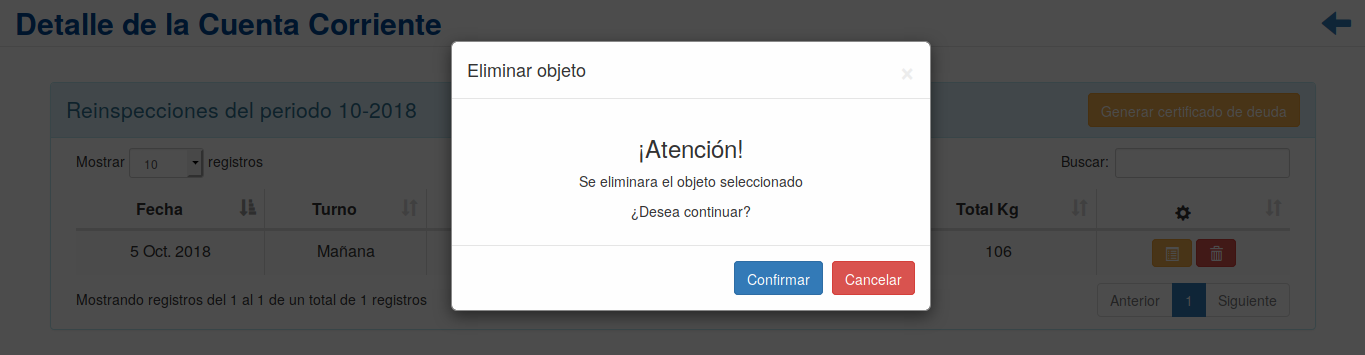 Detalle de la Cuenta Corriente
Eliminar objeto
×
Reinspecciones del periodo 10-2018
Generar certificado de deuda
¡Atención!
Se eliminara el objeto seleccionado
¿Desea continuar?
Mostrar 10 registros
Buscar:
Fecha Turno Total Kg
5 Oct. 2018 Mañana 106
Confirmar Cancelar
Mostrando registros del 1 al 1 de un total de 1 registros
Anterior 1 Siguiente